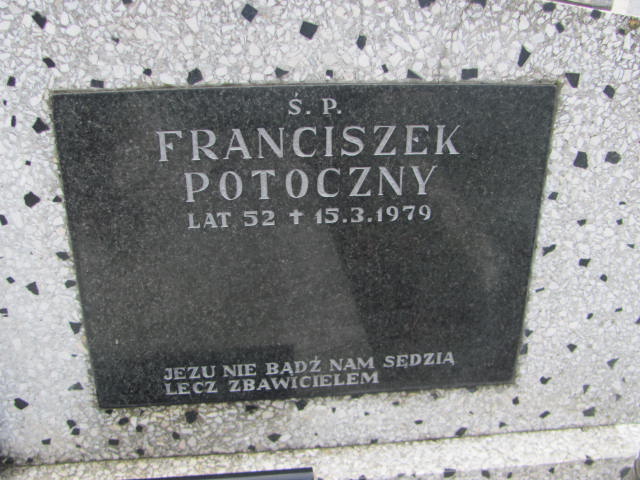 Ś. P.
FRANCISZEK
POTOCZNY
LAT 52 ✝ 15.3.1979
JEZU NIE BĄDŹ NAM SĘDZIĄ
LECZ ZBAWICIELEM